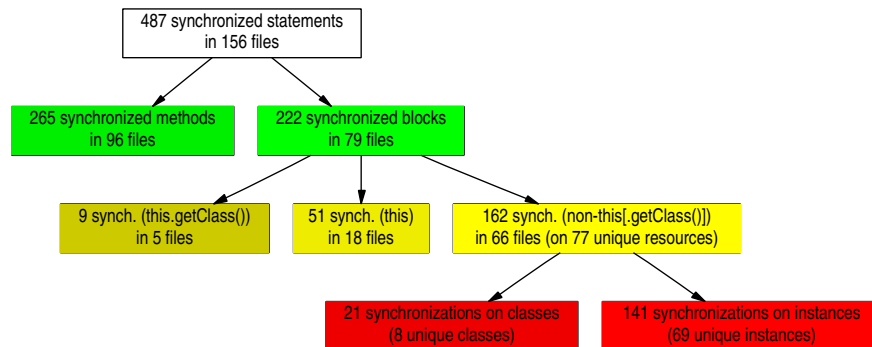 487 synchronized statements
in 156 files
265 synchronized methods
in 96 files
222 synchronized blocks
in 79 files
9 synch. (this.getClass())
in 5 files
51 synch. (this)
in 18 files
162 synch. (non-this[.getClass()])
in 66 files (on 77 unique resources)
21 synchronizations on classes
(8 unique classes)
141 synchronizations on instances
(69 unique instances)